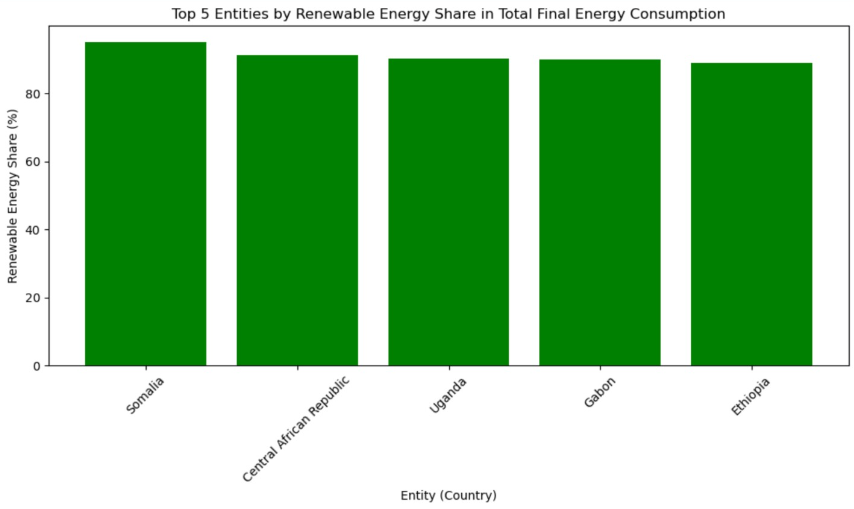 Top 5 Entities by Renewable Energy Share in Total Final Energy Consumption
Renewable Energy Share (%)
80
60
40
20
0
Somalia
Central African Republic
Uganda
Gabon
Ethiopia
Entity (Country)